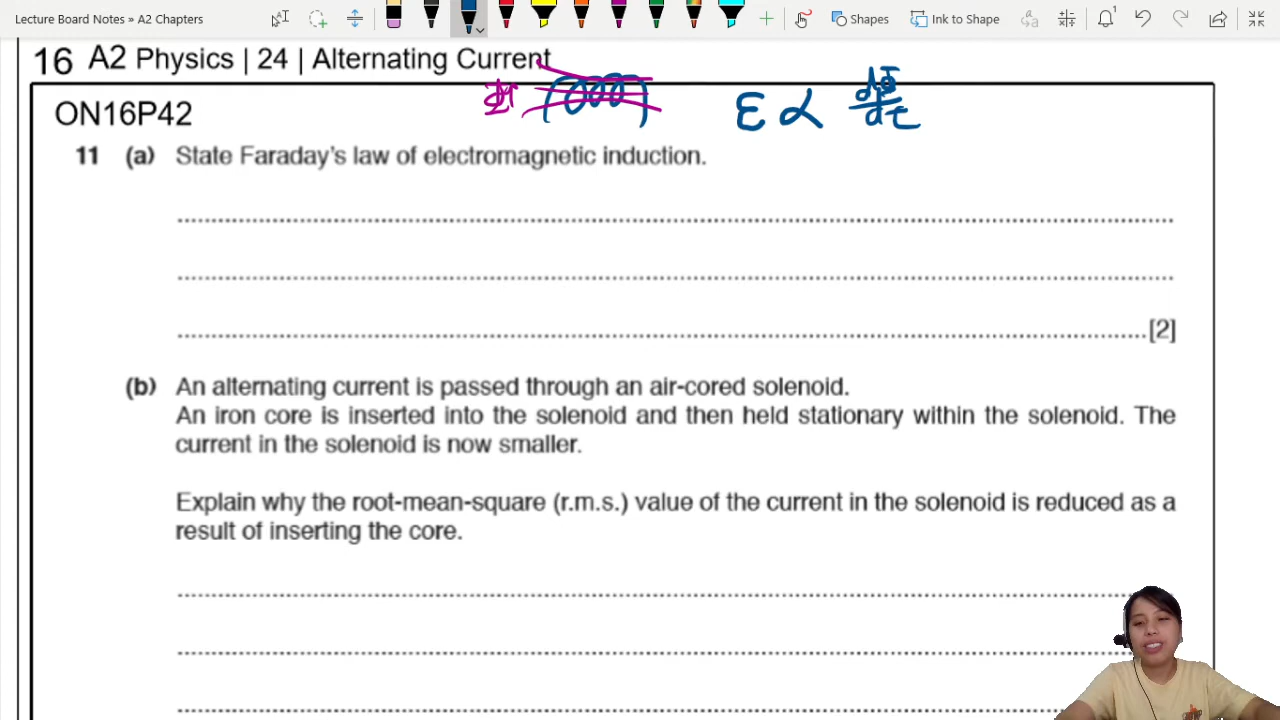 Lecture Board Notes » A2 Chapters
Shapes
Ink to Shape
16 A2 Physics | 24 | Alternating Current
ε ∝ dΦ/dt
ON16P42
11 (a) State Faraday's law of electromagnetic induction.
[2]
(b) An alternating current is passed through an air-cored solenoid.
An iron core is inserted into the solenoid and then held stationary within the solenoid. The
current in the solenoid is now smaller.
Explain why the root-mean-square (r.m.s.) value of the current in the solenoid is reduced as a
result of inserting the core.